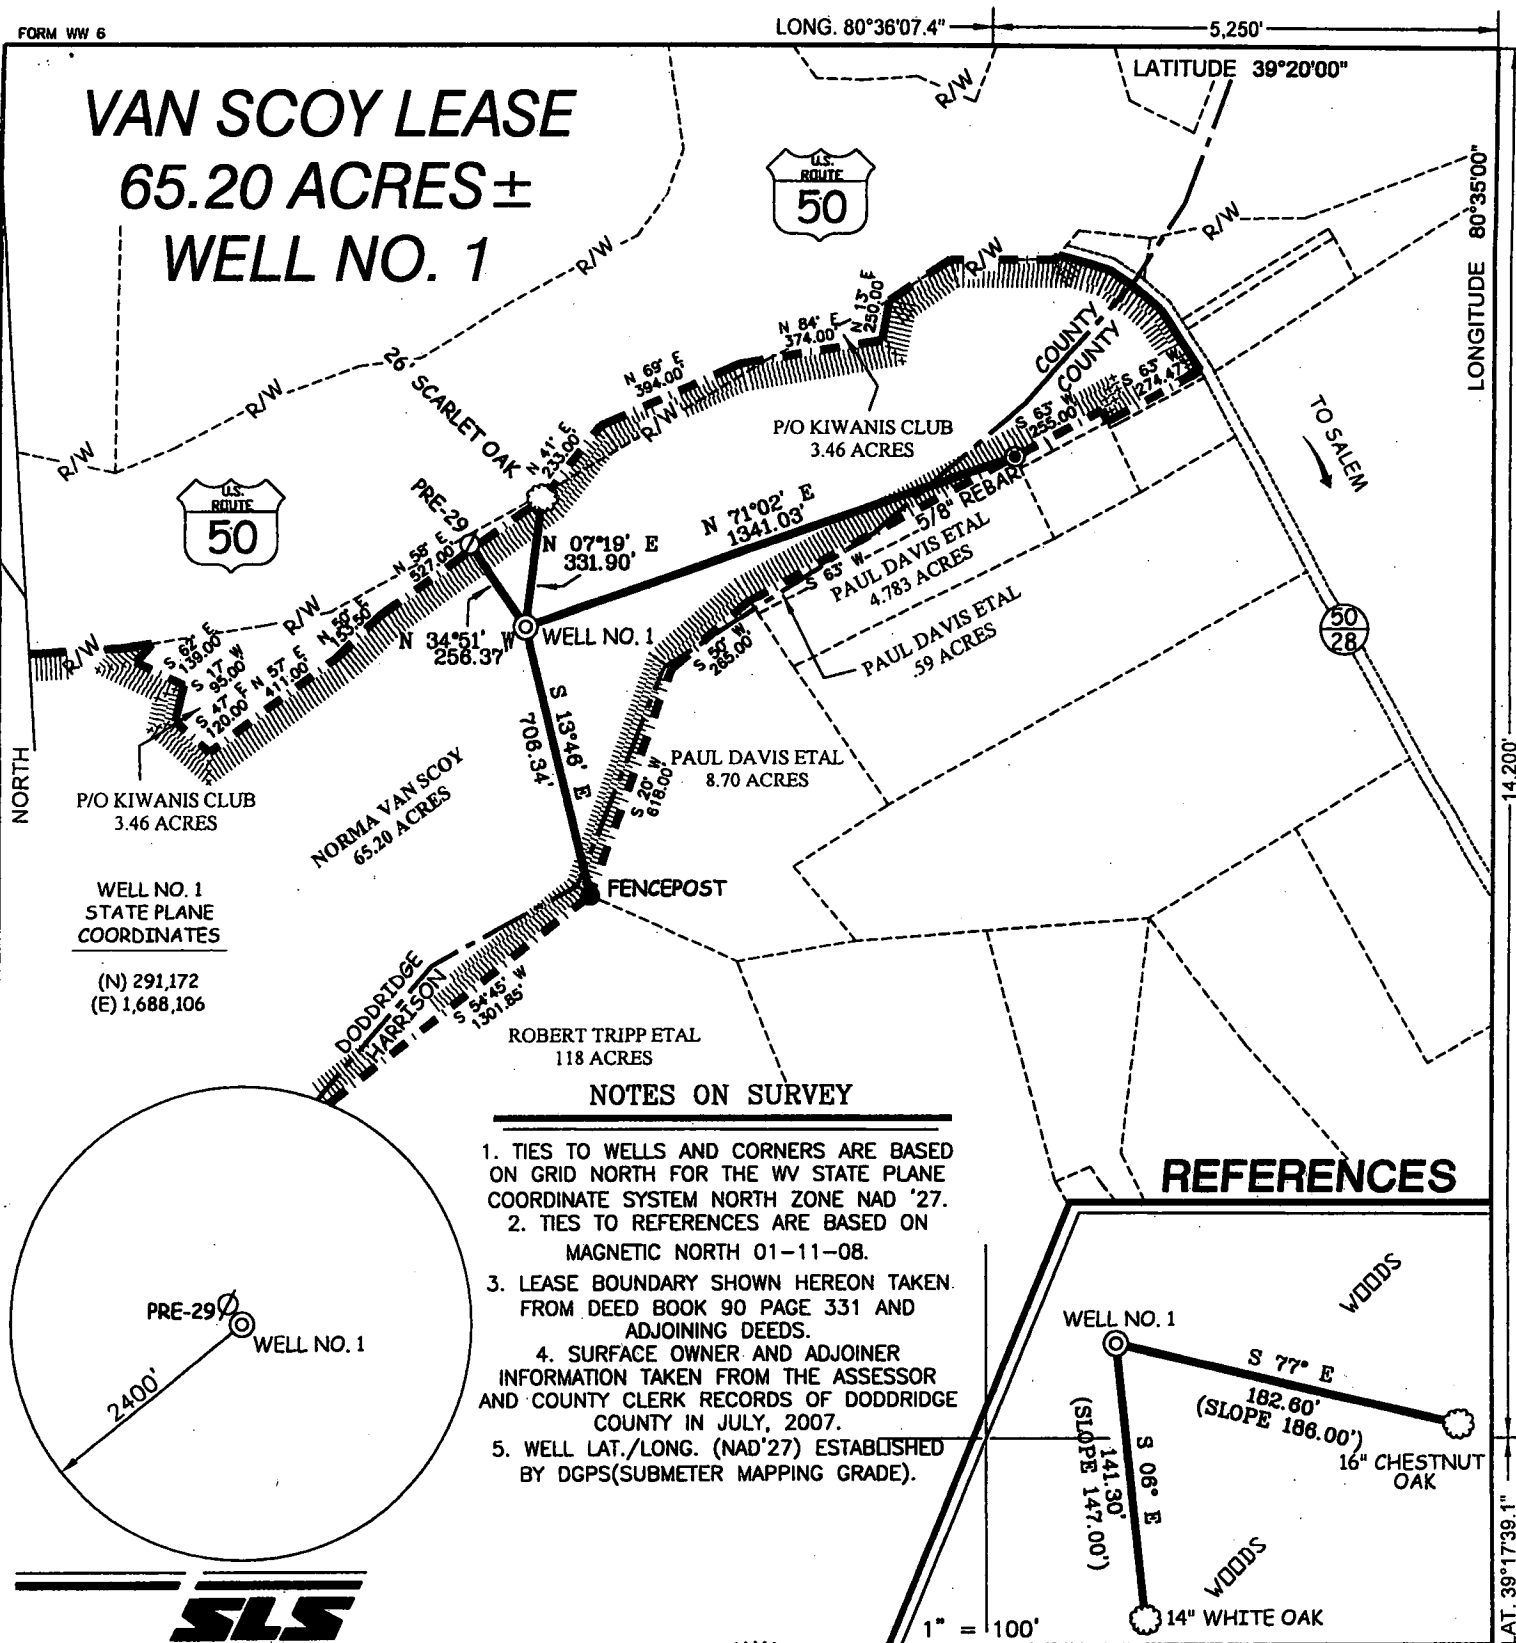 FORM WW 6
LONG. 80°36'07.4"
5,250'
LATITUDE 39°20'00"
LONGITUDE 80°35'00"
VAN SCOY LEASE
65.20 ACRES±
WELL NO. 1
R/W
U.S.
ROUTE
50
R/W
R/W
R/W
R/W
R/W
26" SCARLET OAK
N 41° E
233.00'
N 69° E
394.00'
R/W
N 84° E
374.00'
N 13° E
250.00'
R/W
P/O KIWANIS CLUB
3.46 ACRES
COUNTY
COUNTY
S 63° W
274.47'
S 63° W
255.00'
TO SALEM
U.S.
ROUTE
50
PRE-29
N 58° E
527.00'
N 07°19' E
331.90'
N 71°02' E
1341.03'
5/8" REBAR
PAUL DAVIS ETAL
4.783 ACRES
S 63° W
PAUL DAVIS ETAL
.59 ACRES
50
28
R/W
R/W
N 50° E
153.50'
N 34°51' W
256.37'
WELL NO. 1
S 62° E
139.00'
S 17° W
95.00'
S 47° E
120.00'
N 57° E
411.00'
S 50° W
265.00'
S 13°46' E
706.34'
PAUL DAVIS ETAL
8.70 ACRES
S 20° W
618.00'
NORTH
P/O KIWANIS CLUB
3.46 ACRES
NORMA VAN SCOY
65.20 ACRES
14,200'
WELL NO. 1
STATE PLANE
COORDINATES
(N) 291,172
(E) 1,688,106
FENCEPOST
DODDRIDGE
HARRISON
S 54°45' W
1301.85'
ROBERT TRIPP ETAL
118 ACRES
NOTES ON SURVEY
1. TIES TO WELLS AND CORNERS ARE BASED
ON GRID NORTH FOR THE WV STATE PLANE
COORDINATE SYSTEM NORTH ZONE NAD '27.
2. TIES TO REFERENCES ARE BASED ON
MAGNETIC NORTH 01-11-08.
3. LEASE BOUNDARY SHOWN HEREON TAKEN
FROM DEED BOOK 90 PAGE 331 AND
ADJOINING DEEDS.
4. SURFACE OWNER AND ADJOINER
INFORMATION TAKEN FROM THE ASSESSOR
AND COUNTY CLERK RECORDS OF DODDRIDGE
COUNTY IN JULY, 2007.
5. WELL LAT./LONG. (NAD'27) ESTABLISHED
BY DGPS(SUBMETER MAPPING GRADE).
PRE-29
WELL NO. 1
2400'
SLS
REFERENCES
WOODS
WELL NO. 1
S 77° E
182.60'
(SLOPE 186.00')
16" CHESTNUT
OAK
S 06° E
141.30'
(SLOPE 147.00')
WOODS
14" WHITE OAK
1" = 100'
LAT. 39°17'39.1"